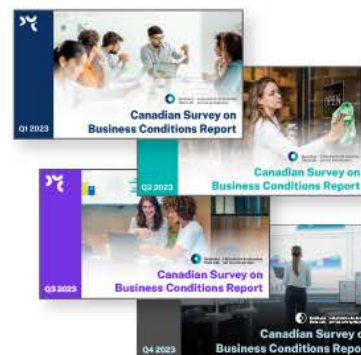 Canadian Survey on
Q1 2023
Business Conditions Report
OPEN
Canadian Survey on
Q2 2023
Business Conditions Report
Canadian Survey on
Q3 2023
Business Conditions Report
Canadian Survey
Q4 2023
Business Conditions